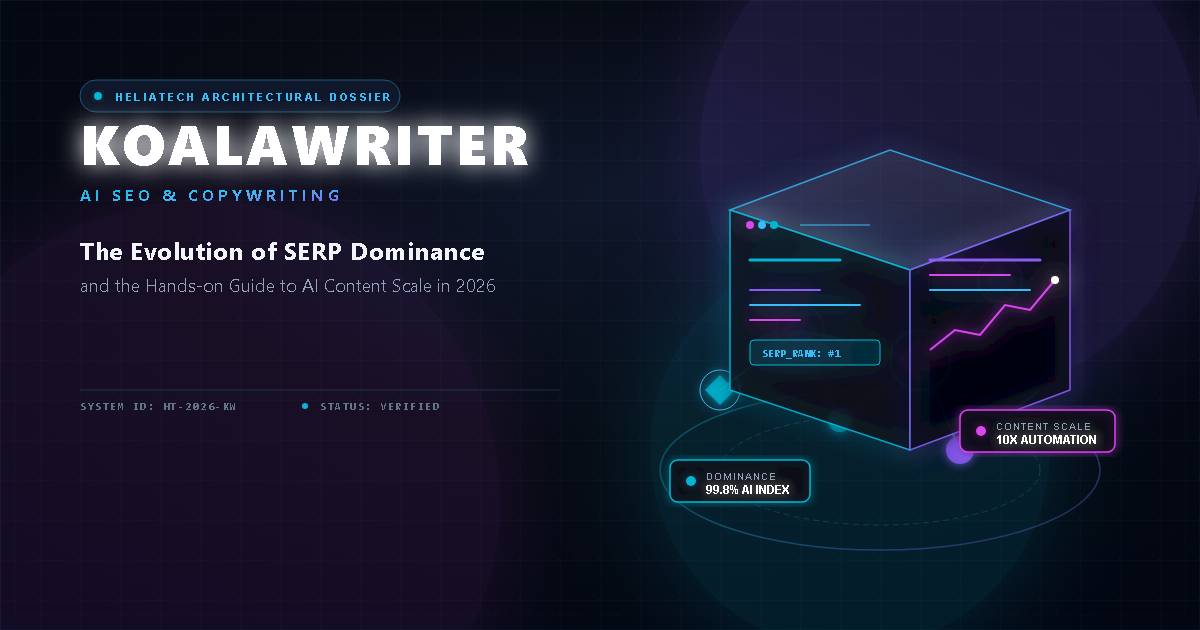 HELIATECH ARCHITECTURAL DOSSIER
KOALAWRITER
AI SEO & COPYWRITING
The Evolution of SERP Dominance
and the Hands-on Guide to AI Content Scale in 2026
SYSTEM ID: HT-2026-KW
STATUS: VERIFIED
SERP_RANK: #1
CONTENT SCALE
10X AUTOMATION
DOMINANCE
99.8% AI INDEX